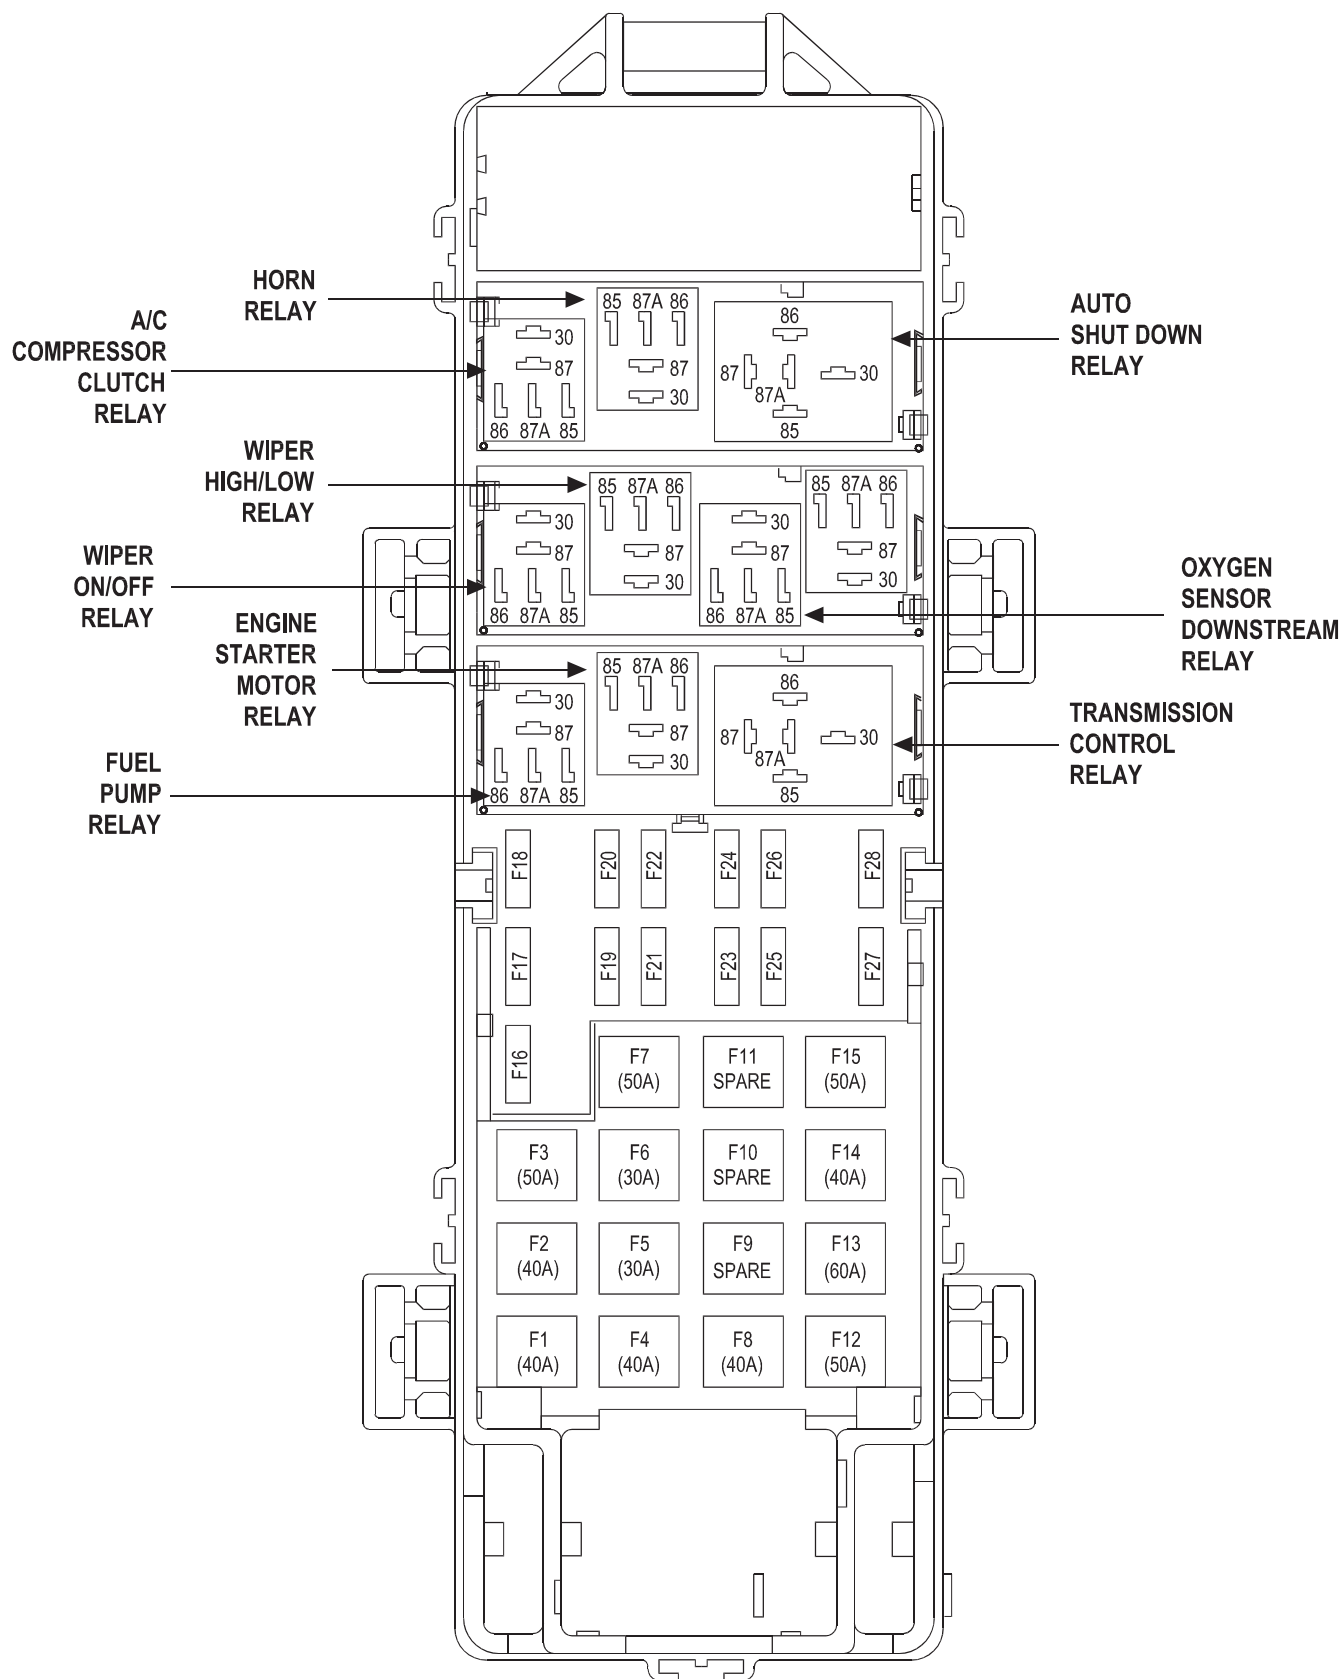 HORN
RELAY
A/C
COMPRESSOR
CLUTCH
RELAY
AUTO
SHUT DOWN
RELAY
85 87A 86
87
30
30
87
86 87A 85
86
87
87A
30
85
WIPER
HIGH/LOW
RELAY
WIPER
ON/OFF
RELAY
OXYGEN
SENSOR
DOWNSTREAM
RELAY
85 87A 86
87
30
30
87
86 87A 85
30
87
86 87A 85
85 87A 86
87
30
ENGINE
STARTER
MOTOR
RELAY
FUEL
PUMP
RELAY
TRANSMISSION
CONTROL
RELAY
85 87A 86
87
30
30
87
86 87A 85
86
87
87A
30
85
F18 F20 F22 F24 F26 F28
F17 F19 F21 F23 F25 F27
F16
F7
(50A)
F11
SPARE
F15
(50A)
F3
(50A)
F6
(30A)
F10
SPARE
F14
(40A)
F2
(40A)
F5
(30A)
F9
SPARE
F13
(60A)
F1
(40A)
F4
(40A)
F8
(40A)
F12
(50A)